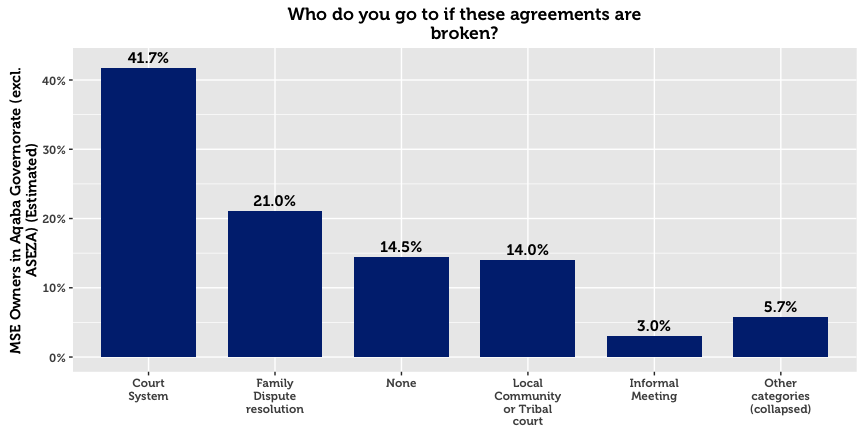 Who do you go to if these agreements are
broken?
MSE Owners in Aqaba Governorate (excl.
ASEZA) (Estimated)
40%
30%
20%
10%
0%
41.7%
21.0%
14.5%
14.0%
3.0%
5.7%
Court
System
Family
Dispute
resolution
None
Local
Community
or Tribal
court
Informal
Meeting
Other
categories
(collapsed)